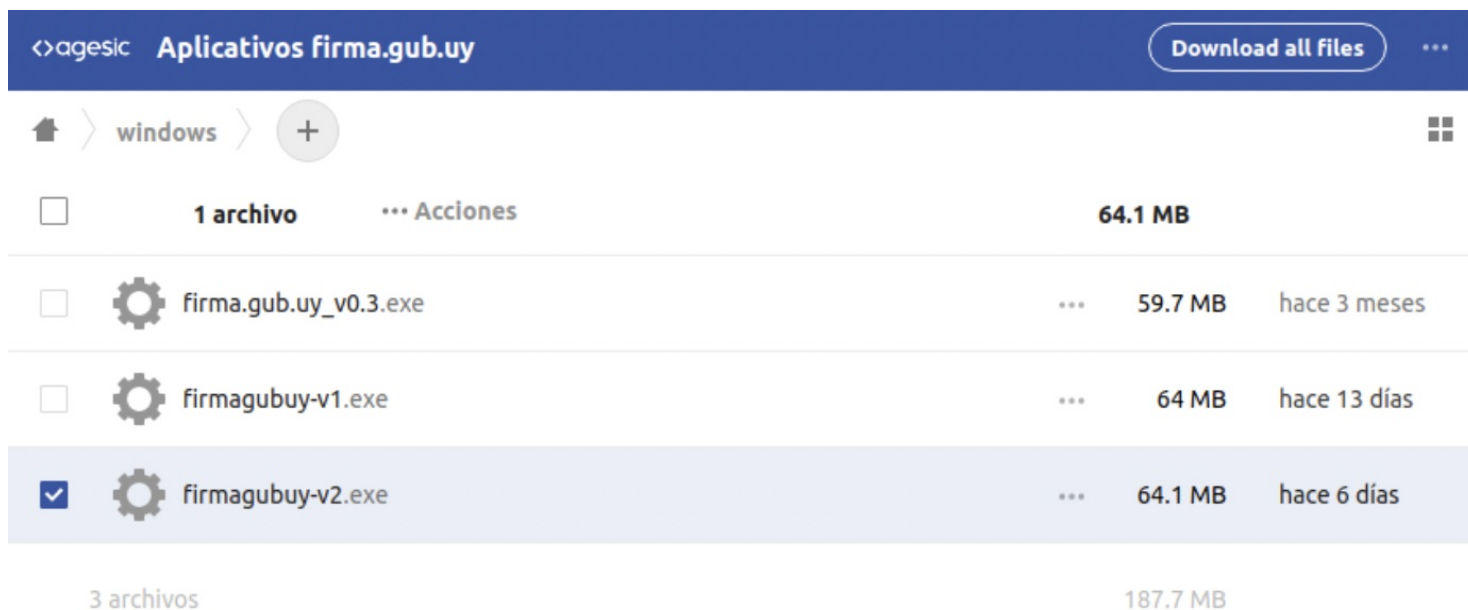 <>agesic Aplicativos firma.gub.uy Download all files ...
windows +
1 archivo ... Acciones 64.1 MB
firma.gub.uy_v0.3.exe ... 59.7 MB hace 3 meses
firmagubuy-v1.exe ... 64 MB hace 13 días
firmagubuy-v2.exe ... 64.1 MB hace 6 días
3 archivos 187.7 MB